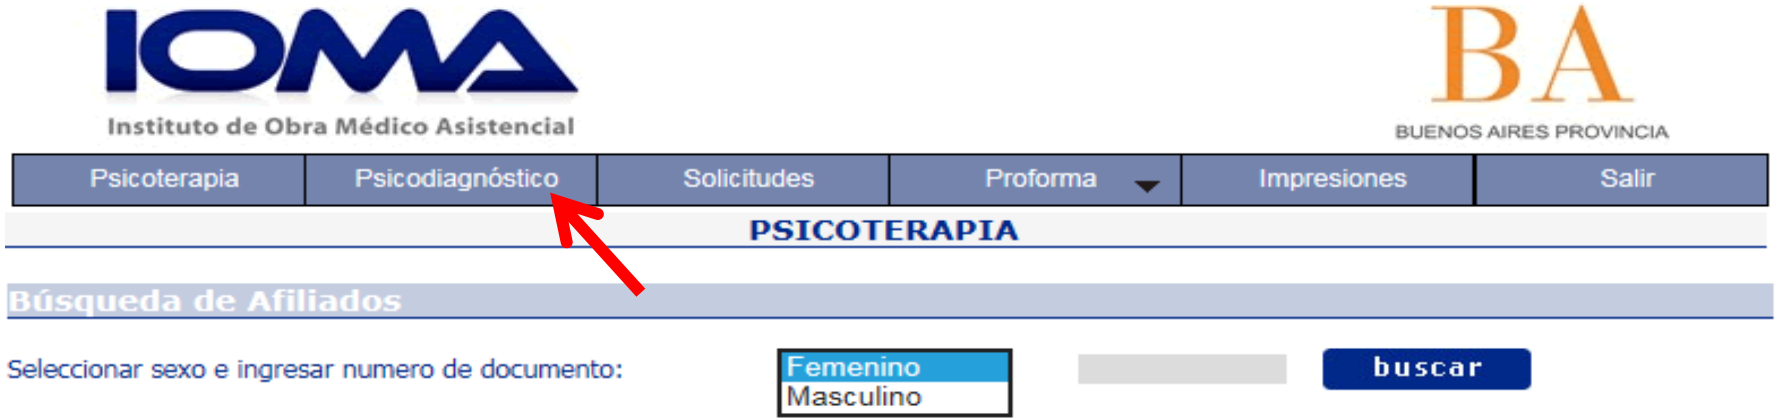 IOMA
Instituto de Obra Médico Asistencial
BA
BUENOS AIRES PROVINCIA
Psicoterapia Psicodiagnóstico Solicitudes Proforma Impresiones Salir
PSICOTERAPIA
Búsqueda de Afiliados
Seleccionar sexo e ingresar numero de documento: Femenino buscar
Masculino